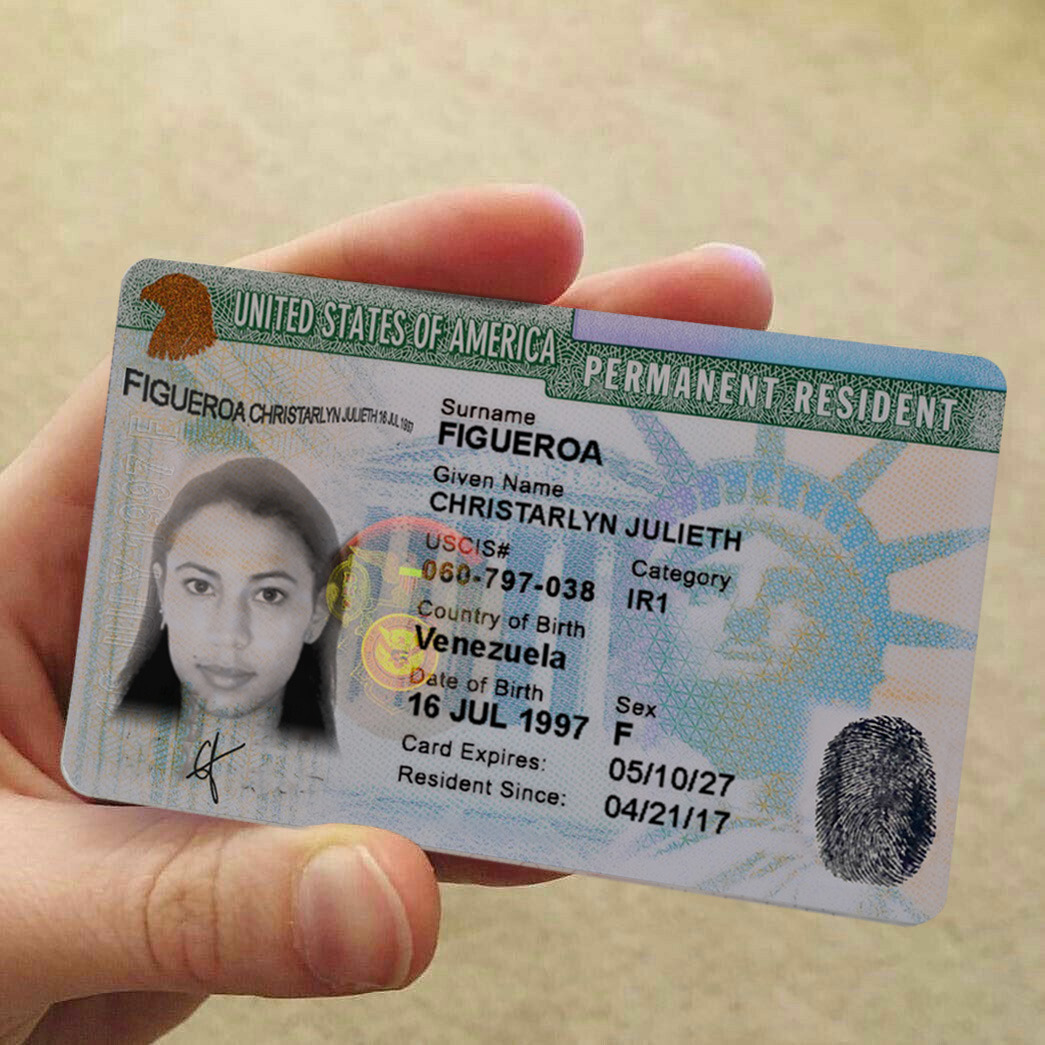 UNITED STATES OF AMERICA
PERMANENT RESIDENT
FIGUEROA CHRISTARLYN JULIETH 16 JUL 1997
Surname
FIGUEROA
Given Name
CHRISTARLYN JULIETH
USCIS#
060-797-038
Category
IR1
Country of Birth
Venezuela
Date of Birth
16 JUL 1997
Sex
F
Card Expires:
05/10/27
Resident Since:
04/21/17